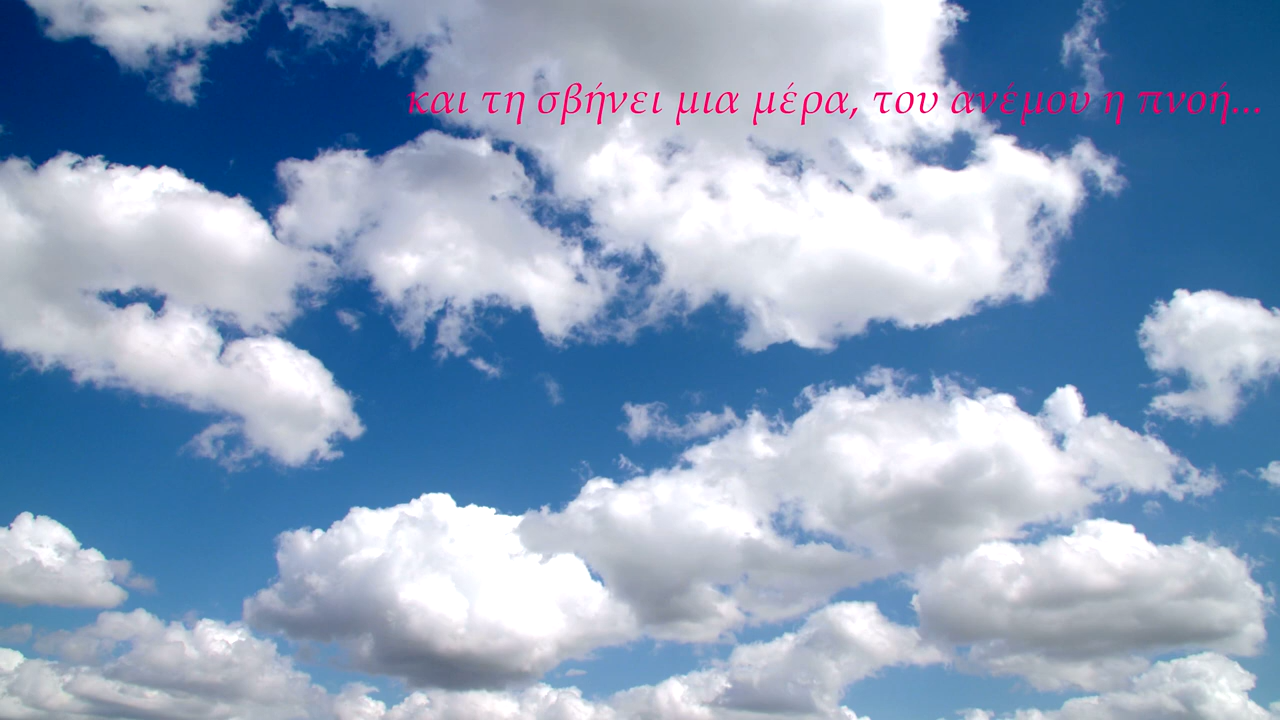 και τη σβήνει μια μέρα, του ανέμου η πνοή...